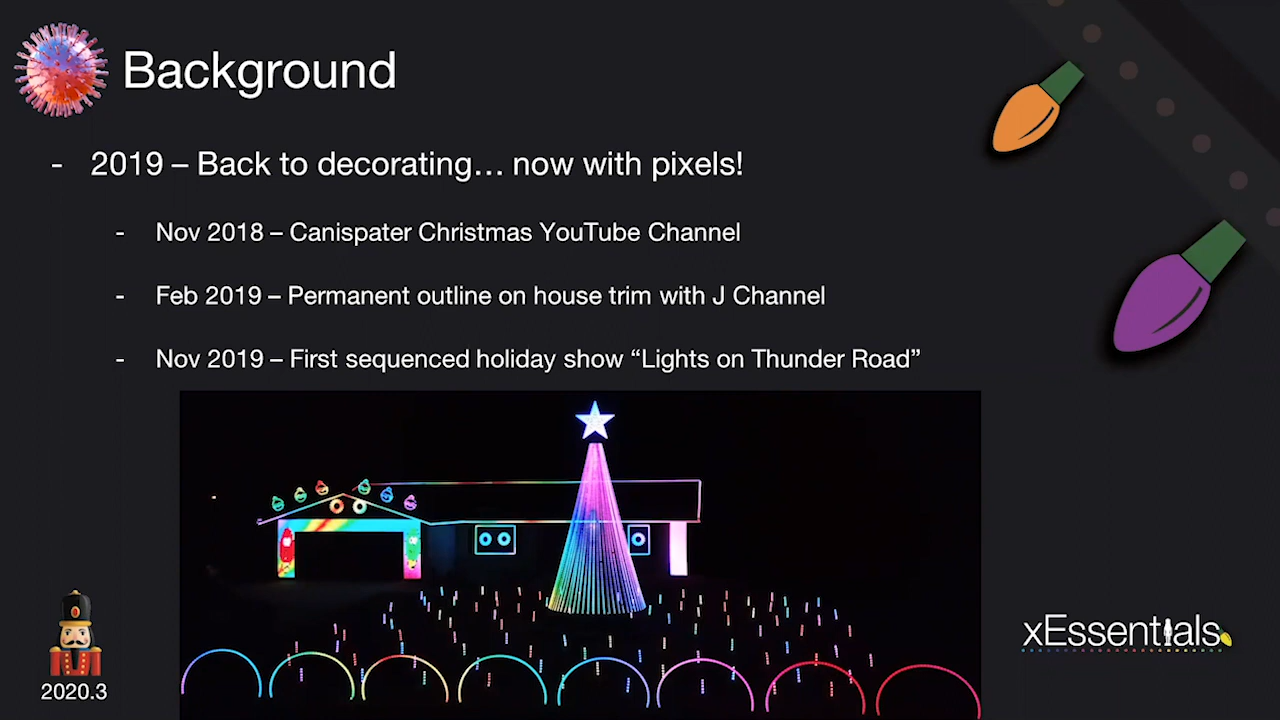 Background
- 2019 – Back to decorating… now with pixels!
- Nov 2018 – Canispater Christmas YouTube Channel
- Feb 2019 – Permanent outline on house trim with J Channel
- Nov 2019 – First sequenced holiday show “Lights on Thunder Road”
2020.3
xEssentials